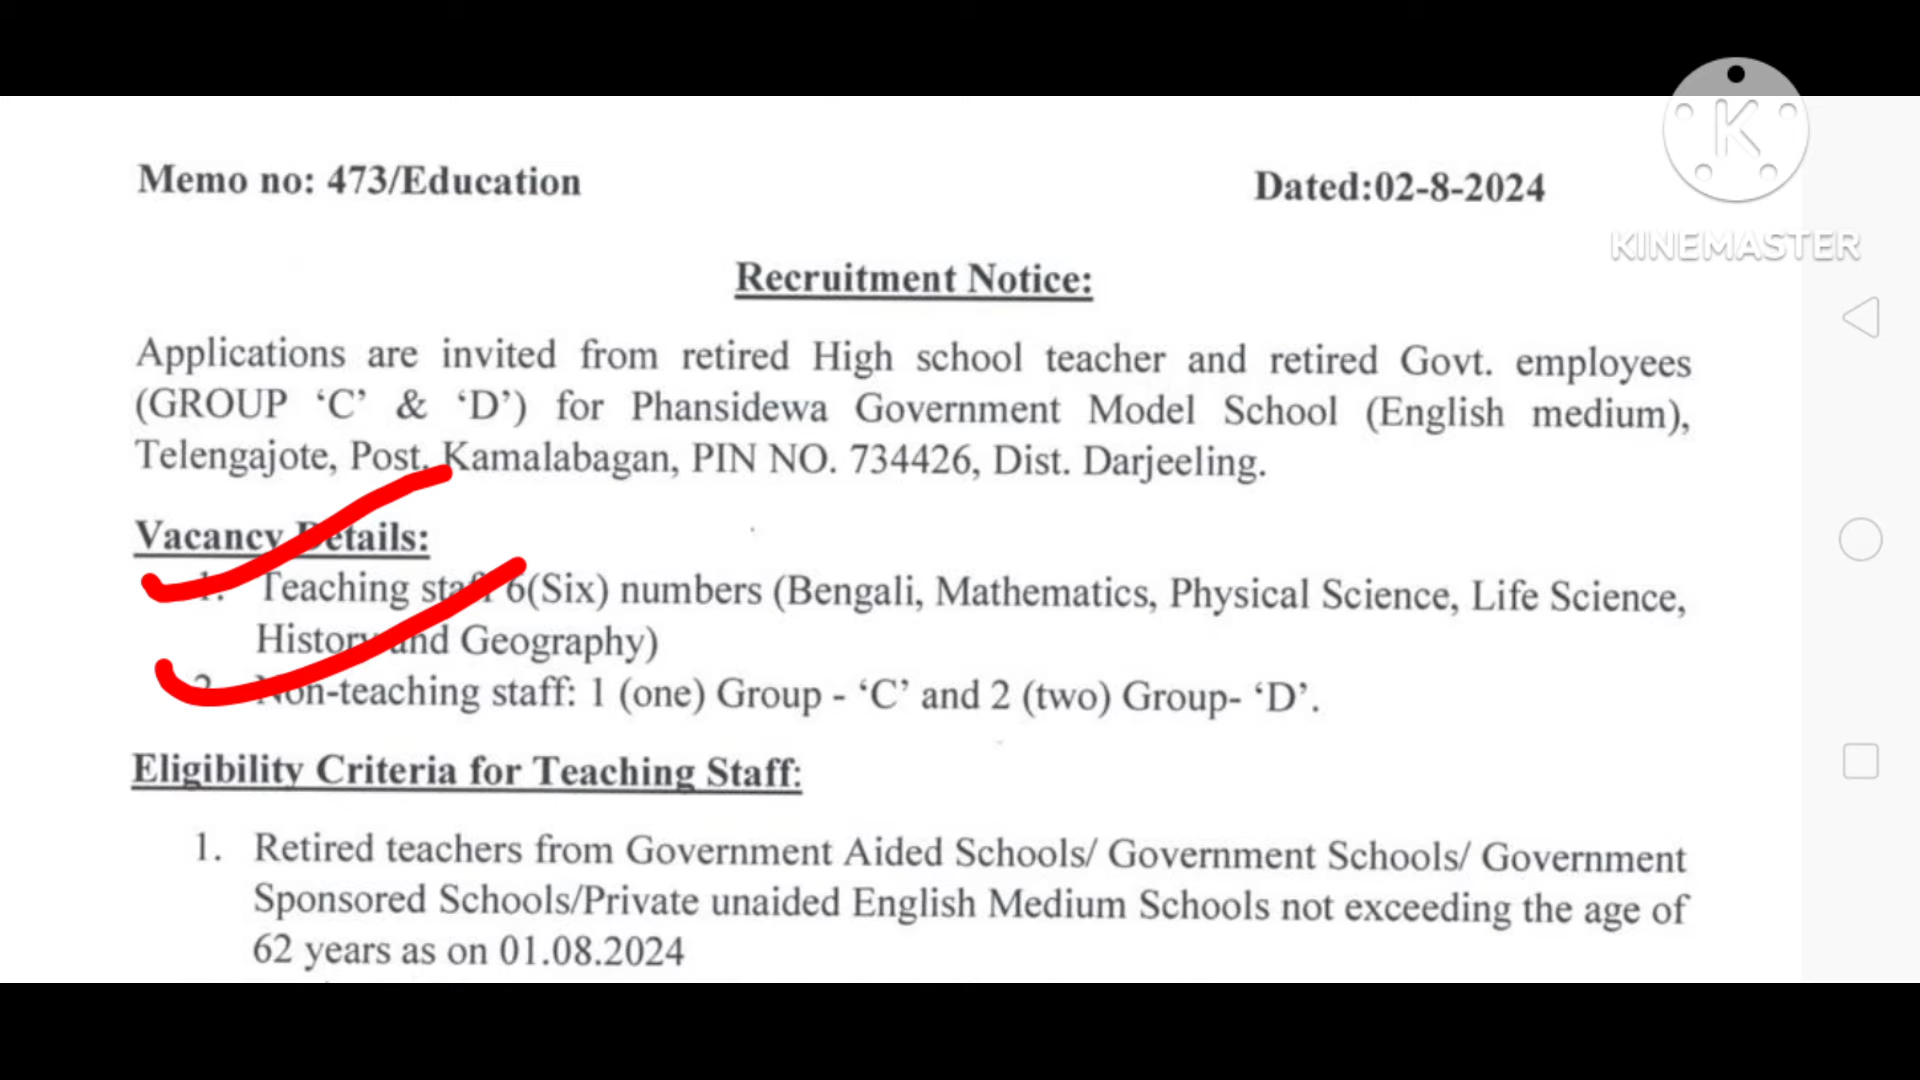 K
KINEMASTER
Memo no: 473/Education
Dated:02-8-2024
Recruitment Notice:
Applications are invited from retired High school teacher and retired Govt. employees
(GROUP ‘C’ & ‘D’) for Phansidewa Government Model School (English medium),
Telengajote, Post. Kamalabagan, PIN NO. 734426, Dist. Darjeeling.
Vacancy Details:
1. Teaching staff 6(Six) numbers (Bengali, Mathematics, Physical Science, Life Science,
History and Geography)
2. Non-teaching staff: 1 (one) Group - ‘C’ and 2 (two) Group- ‘D’.
Eligibility Criteria for Teaching Staff:
1. Retired teachers from Government Aided Schools/ Government Schools/ Government
Sponsored Schools/Private unaided English Medium Schools not exceeding the age of
62 years as on 01.08.2024